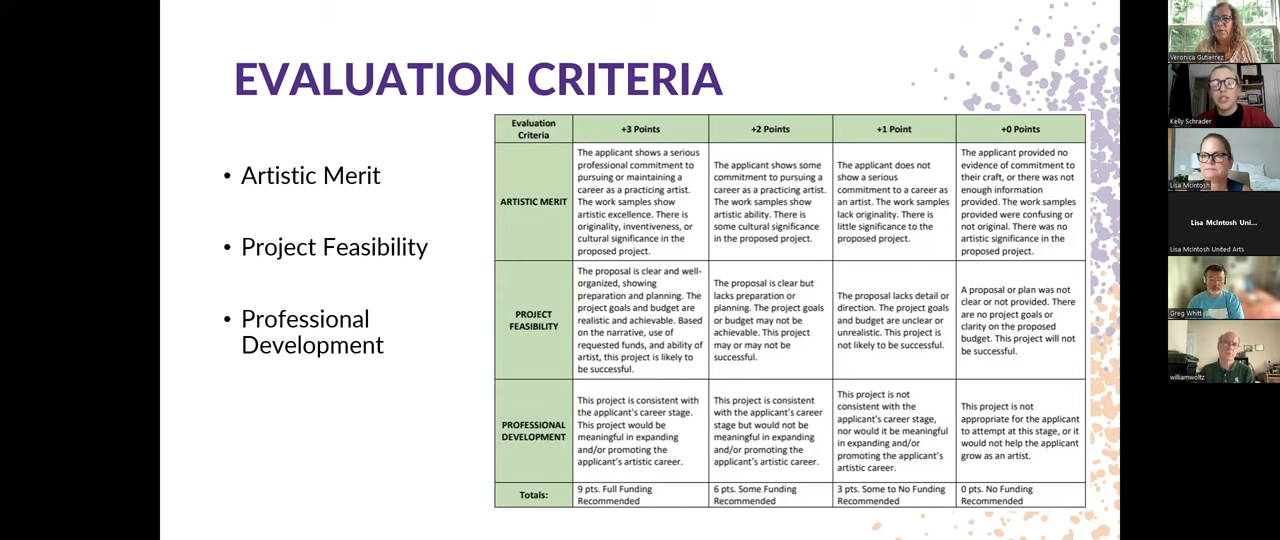 EVALUATION CRITERIA
• Artistic Merit
• Project Feasibility
• Professional
Development
Evaluation
Criteria
+3 Points
+2 Points
+1 Point
+0 Points
ARTISTIC MERIT
The applicant shows a serious
professional commitment to
pursuing or maintaining a
career as a practicing artist.
The work samples show
artistic excellence. There is
originality, inventiveness, or
cultural significance in the
proposed project.
The applicant shows some
commitment to pursuing a
career as a practicing artist.
The work samples show
artistic ability. There is
some cultural significance
in the proposed project.
The applicant does not
show a serious
commitment to a career as
an artist. The work samples
lack originality. There is
little significance to the
proposed project.
The applicant provided no
evidence of commitment to
their craft, or there was not
enough information
provided. The work samples
provided were confusing or
not original. There was no
artistic significance in the
proposed project.
PROJECT
FEASIBILITY
The proposal is clear and well-
organized, showing
preparation and planning. The
project goals and budget are
realistic and achievable. Based
on the narrative, use of
requested funds, and ability of
artist, this project is likely to
be successful.
The proposal is clear but
lacks preparation or
planning. The project goals
or budget may not be
achievable. This project
may or may not be
successful.
The proposal lacks detail or
direction. The project goals
and budget are unclear or
unrealistic. This project is
not likely to be successful.
A proposal or plan was not
clear or not provided. There
are no project goals or
clarity on the proposed
budget. This project will not
be successful.
PROFESSIONAL
DEVELOPMENT
This project is consistent with
the applicant's career stage.
This project would be
meaningful in expanding
and/or promoting the
applicant's artistic career.
This project is consistent
with the applicant's career
stage but would not be
meaningful in expanding
and/or promoting the
applicant's artistic career.
This project is not
consistent with the
applicant's career stage,
nor would it be meaningful
in expanding and/or
promoting the applicant's
artistic career.
This project is not
appropriate for the applicant
to attempt at this stage, or it
would not help the applicant
grow as an artist.
Totals:
9 pts. Full Funding
Recommended
6 pts. Some Funding
Recommended
3 pts. Some to No Funding
Recommended
0 pts. No Funding
Recommended
Veronica Gutierrez
Kelly Schrader
Lisa McIntosh
Lisa McIntosh Uni...
Lisa McIntosh United Arts
Greg Whitt
williamwoltz